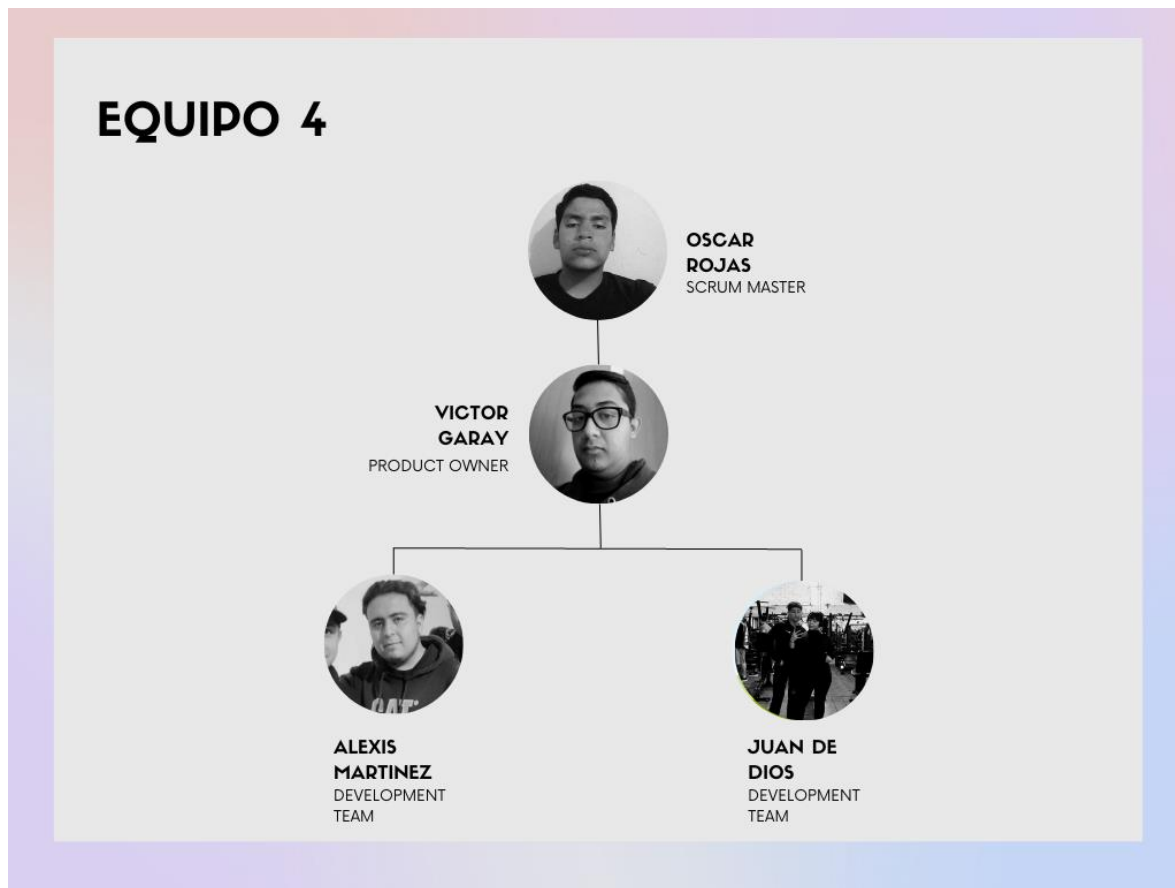 EQUIPO 4
OSCAR
ROJAS
SCRUM MASTER
VICTOR
GARAY
PRODUCT OWNER
ALEXIS
MARTINEZ
DEVELOPMENT
TEAM
JUAN DE
DIOS
DEVELOPMENT
TEAM
CAT